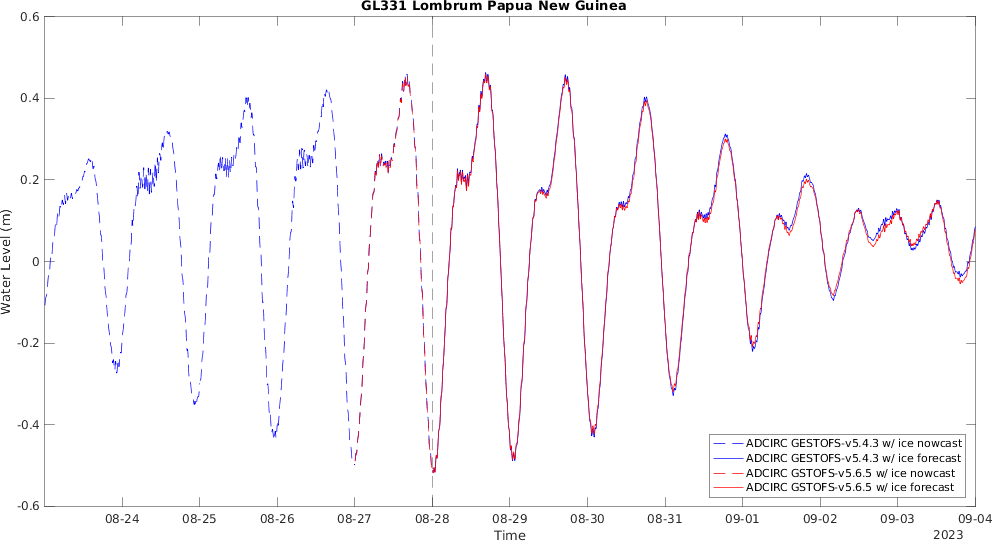 GL331 Lombrum Papua New Guinea
0.6
0.4
0.2
0
-0.2
-0.4
-0.6
Water Level (m)
08-24 08-25 08-26 08-27 08-28 08-29 08-30 08-31 09-01 09-02 09-03 09-04
Time
2023
ADCIRC GESTOFS-v5.4.3 w/ ice nowcast
ADCIRC GESTOFS-v5.4.3 w/ ice forecast
ADCIRC GSTOFS-v5.6.5 w/ ice nowcast
ADCIRC GSTOFS-v5.6.5 w/ ice forecast